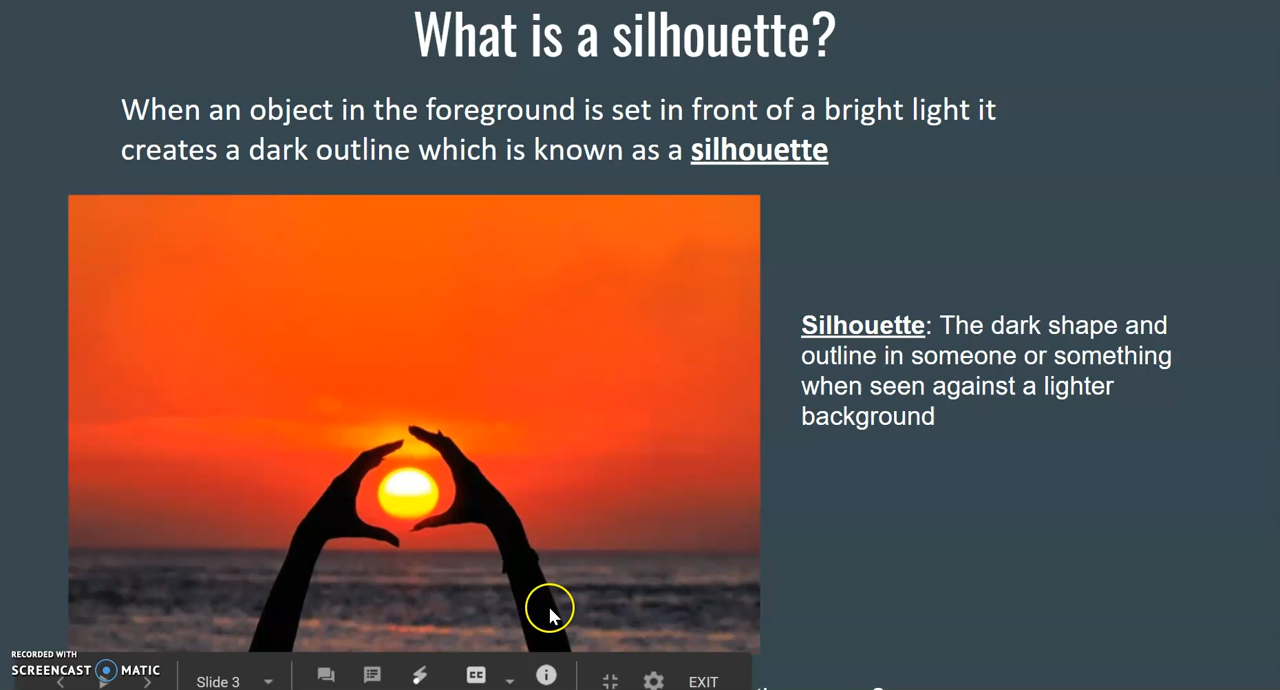 What is a silhouette?
When an object in the foreground is set in front of a bright light it
creates a dark outline which is known as a silhouette
Silhouette: The dark shape and
outline in someone or something
when seen against a lighter
background
RECORDED WITH
SCREENCAST MATIC
Slide 3
CC
EXIT